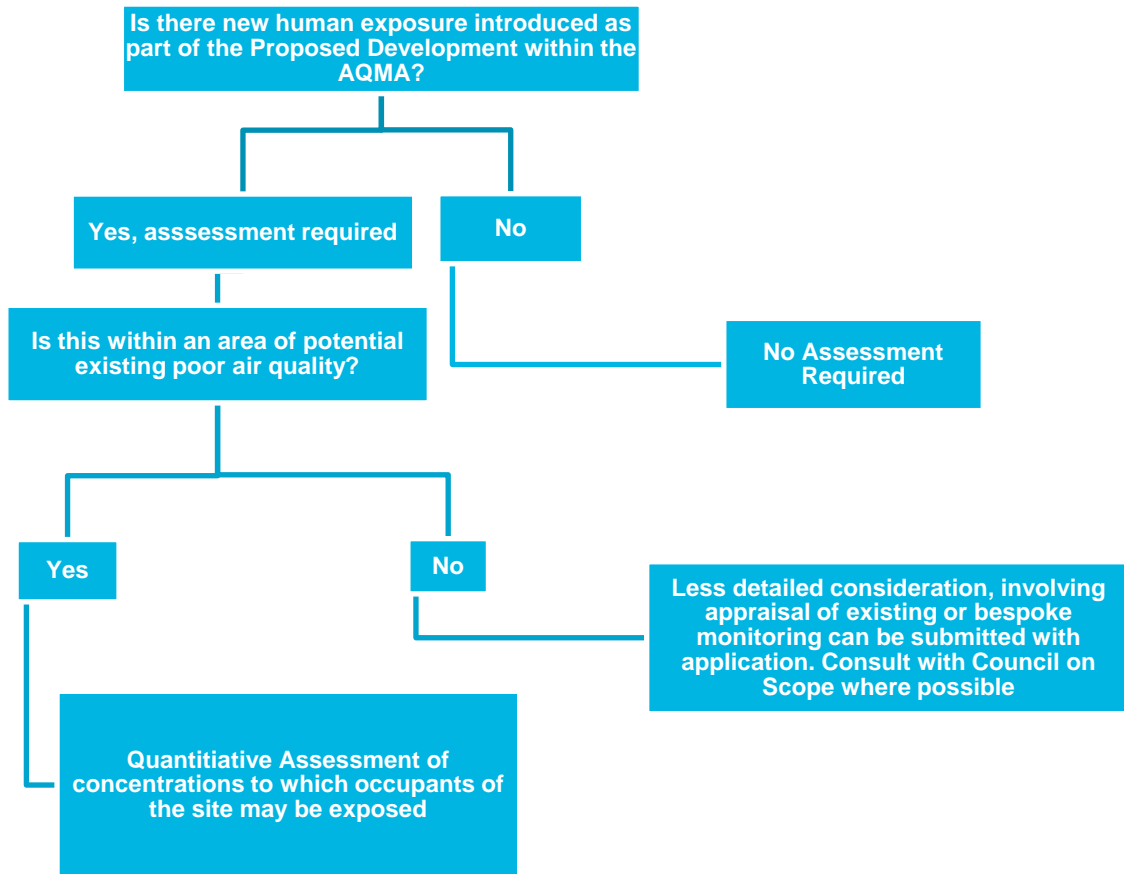 Is there new human exposure introduced as
part of the Proposed Development within the
AQMA?
Yes, asssessment required
No
Is this within an area of potential
existing poor air quality?
No Assessment
Required
Yes
No
Less detailed consideration, involving
appraisal of existing or bespoke
monitoring can be submitted with
application. Consult with Council on
Scope where possible
Quantitiative Assessment of
concentrations to which occupants of
the site may be exposed